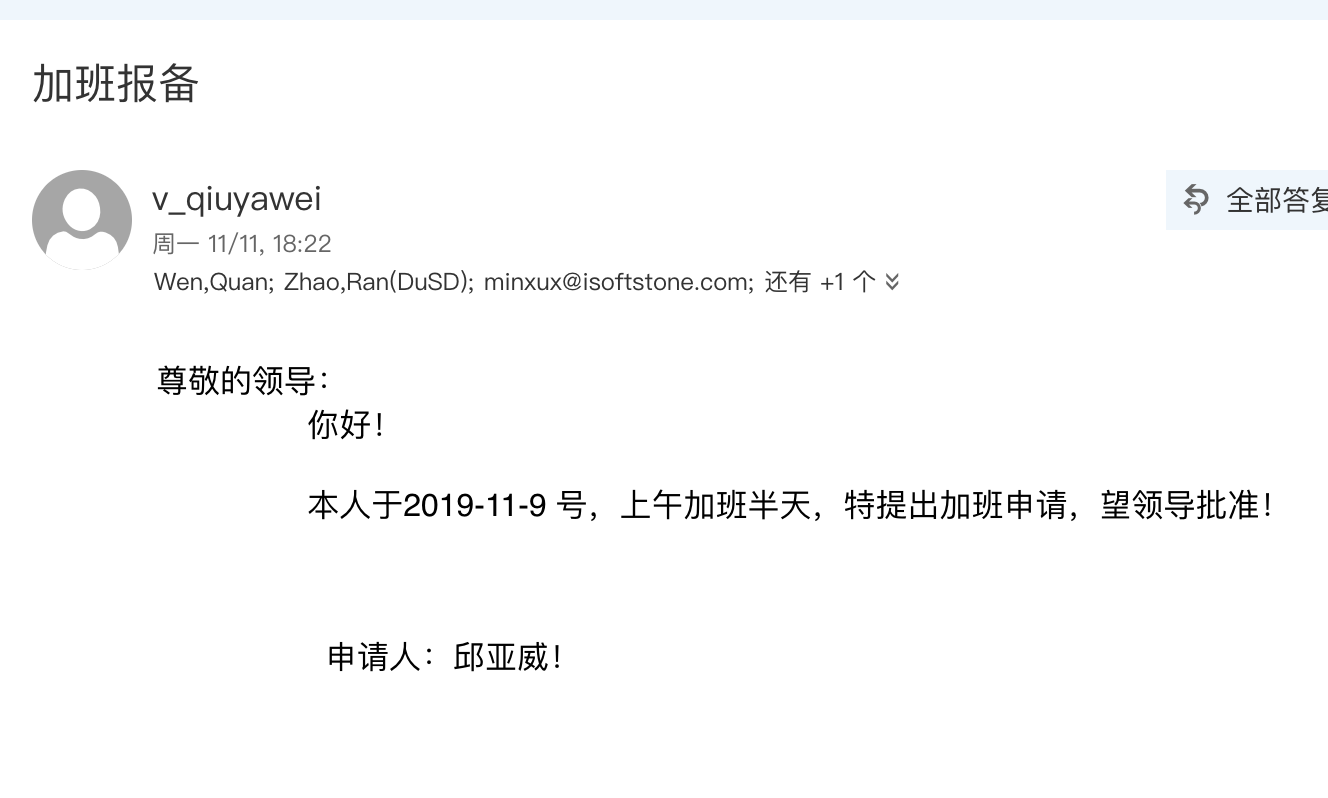 加班报备
v_qiuyawei
周一 11/11, 18:22
全部答复
Wen,Quan; Zhao,Ran(DuSD); minxux@isoftstone.com; 还有 +1 个
尊敬的领导：
你好！
本人于2019-11-9 号，上午加班半天，特提出加班申请，望领导批准！
申请人：邱亚威！